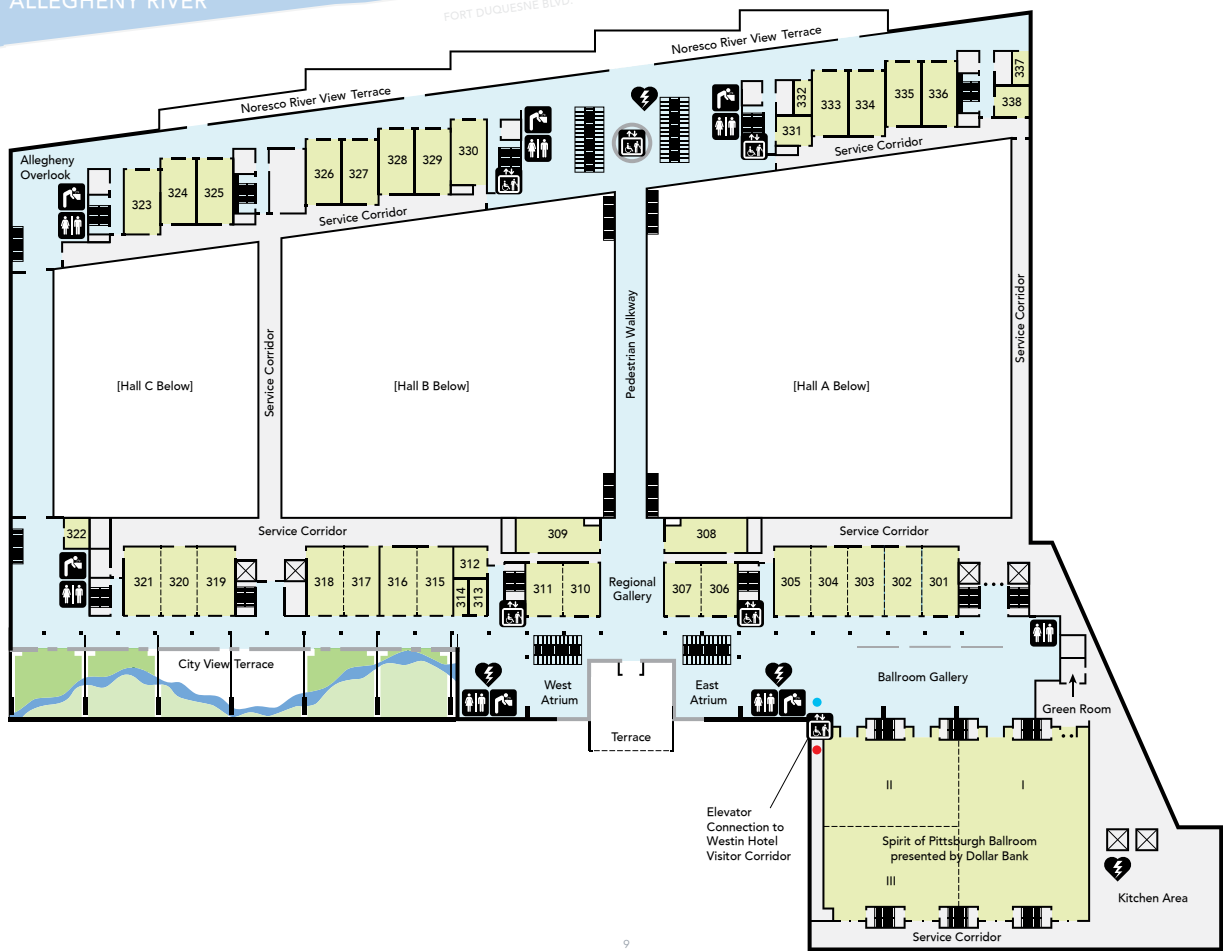 ALLEGHENY RIVER
FORT DUQUESNE BLVD.
Noresco River View Terrace
Noresco River View Terrace
337
338
336
335
334
333
332
331
Service Corridor
330
329
328
327
326
Service Corridor
Allegheny
Overlook
325
324
323
Service Corridor
Pedestrian Walkway
Service Corridor
[Hall C Below]
[Hall B Below]
[Hall A Below]
322
Service Corridor
309
308
Service Corridor
321
320
319
318
317
316
315
312
314
313
311
310
Regional
Gallery
307
306
305
304
303
302
301
City View Terrace
West
Atrium
East
Atrium
Ballroom Gallery
Green Room
Terrace
Elevator
Connection to
Westin Hotel
Visitor Corridor
II
I
Spirit of Pittsburgh Ballroom
presented by Dollar Bank
III
Kitchen Area
Service Corridor
9